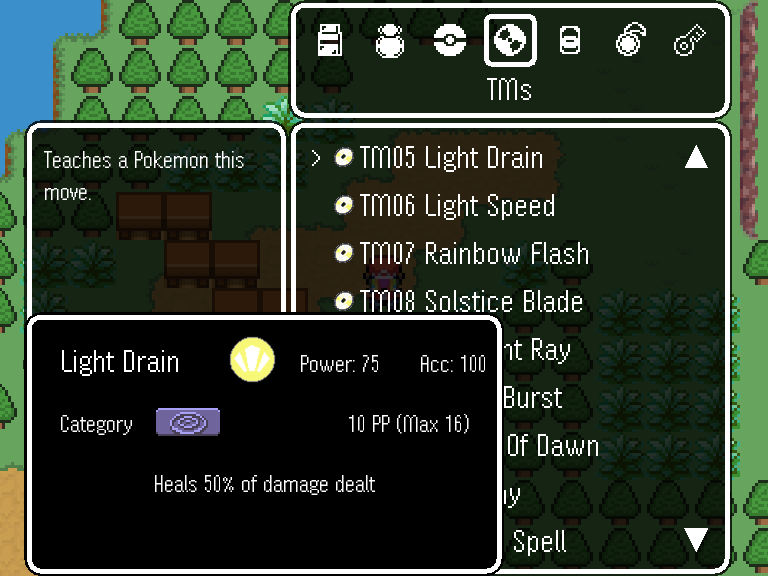 TMs
Teaches a Pokemon this
move.
> TM05 Light Drain
TM06 Light Speed
TM07 Rainbow Flash
TM08 Solstice Blade
Ray
Burst
Of Dawn
Spell
Light Drain
Power: 75
Acc: 100
Category
10 PP (Max 16)
Heals 50% of damage dealt